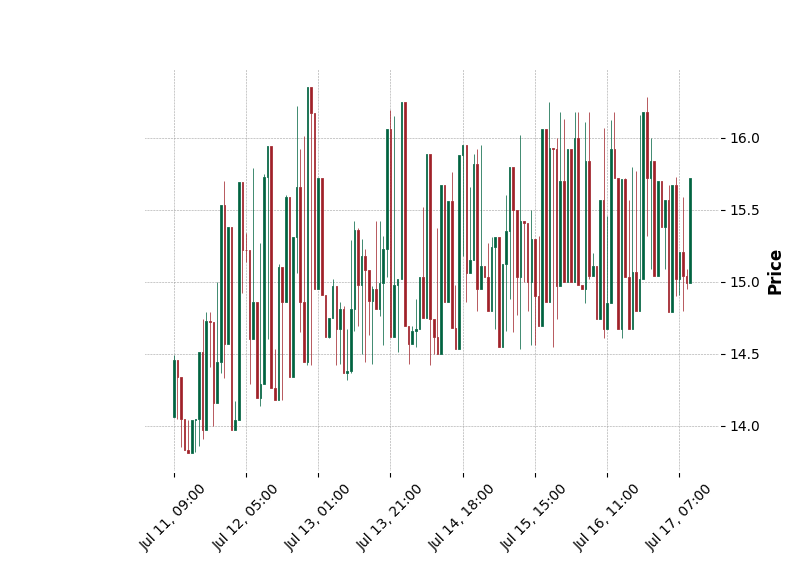 16.0
15.5
15.0
14.5
14.0
Price
Jul 11, 09:00
Jul 12, 05:00
Jul 13, 01:00
Jul 13, 21:00
Jul 14, 18:00
Jul 15, 15:00
Jul 16, 11:00
Jul 17, 07:00